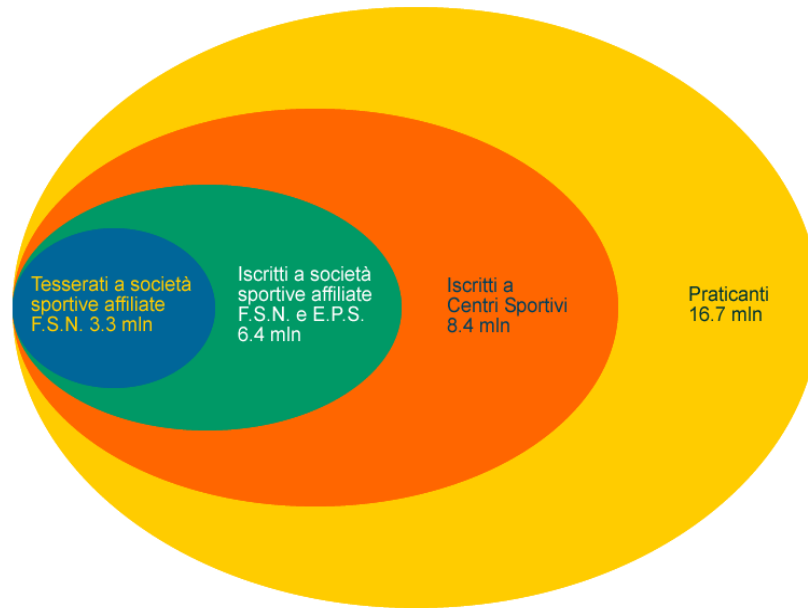 Tesserati a società
sportive affiliate
F.S.N. 3.3 mln
Iscritti a società
sportive affiliate
F.S.N. e E.P.S.
6.4 mln
Iscritti a
Centri Sportivi
8.4 mln
Praticanti
16.7 mln